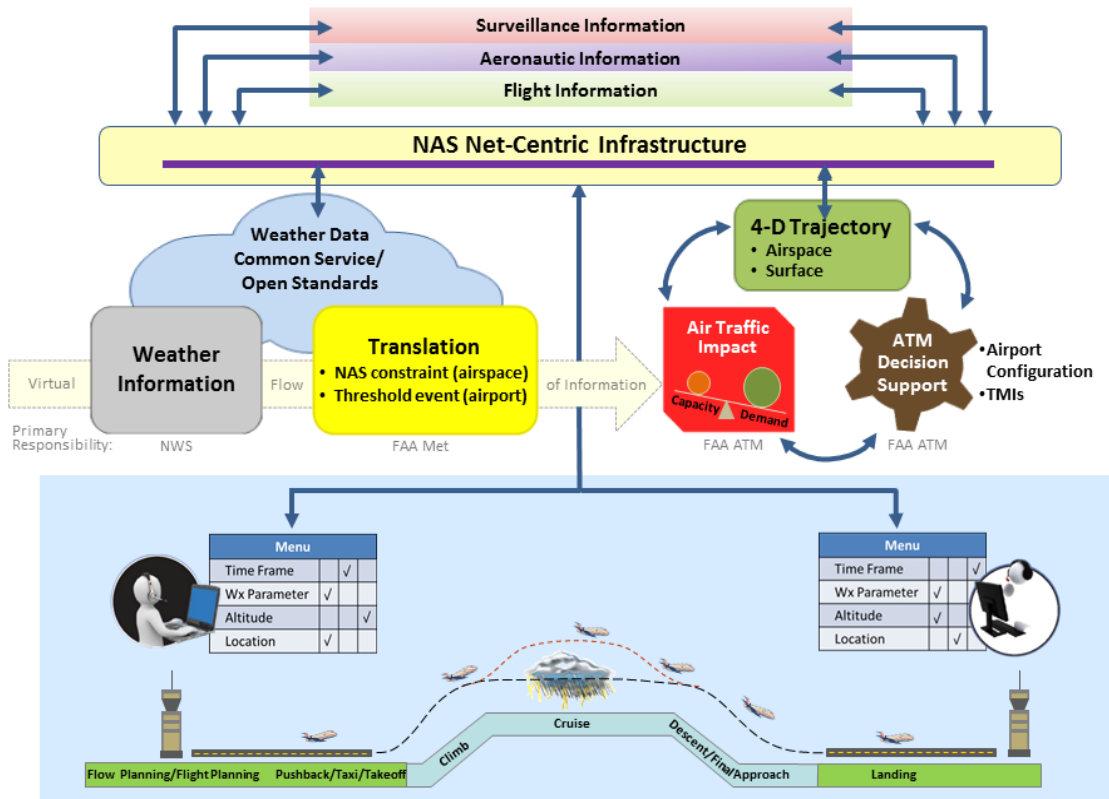 Surveillance Information
Aeronautic Information
Flight Information
NAS Net-Centric Infrastructure
Weather Data
Common Service/
Open Standards
4-D Trajectory
• Airspace
• Surface
Virtual
Weather
Information
Flow
Translation
• NAS constraint (airspace)
• Threshold event (airport)
of Information
Air Traffic
Impact
Capacity
Demand
ATM
Decision
Support
•Airport
Configuration
•TMIs
Primary
Responsibility:
NWS
FAA Met
FAA ATM
FAA ATM
Menu
Time Frame √
Wx Parameter √
Altitude √
Location √
Menu
Time Frame √
Wx Parameter √
Altitude √
Location √
Flow Planning/Flight Planning
Pushback/Taxi/Takeoff
Climb
Cruise
Descent/Final/Approach
Landing